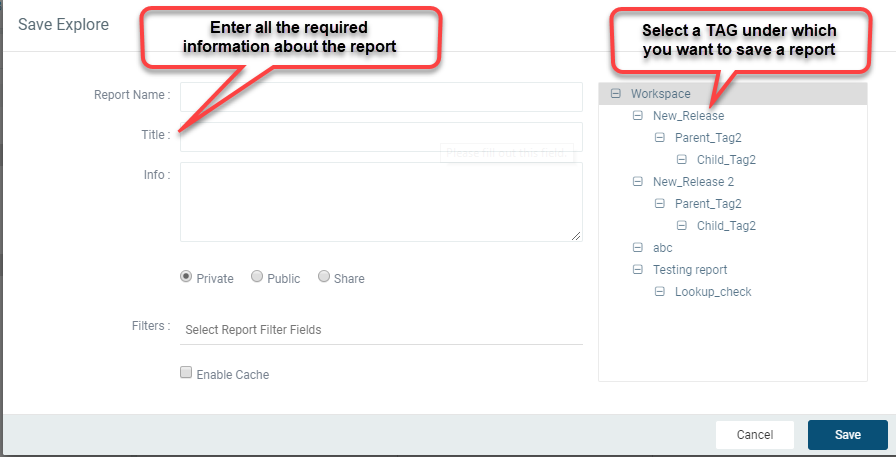 Save Explore
Enter all the required
information about the report
Select a TAG under which
you want to save a report
Report Name :
Title :
Please fill out this field.
Info :
Private
Public
Share
Filters :
Select Report Filter Fields
Enable Cache
Workspace
New_Release
Parent_Tag2
Child_Tag2
New_Release 2
Parent_Tag2
Child_Tag2
abc
Testing report
Lookup_check
Cancel
Save